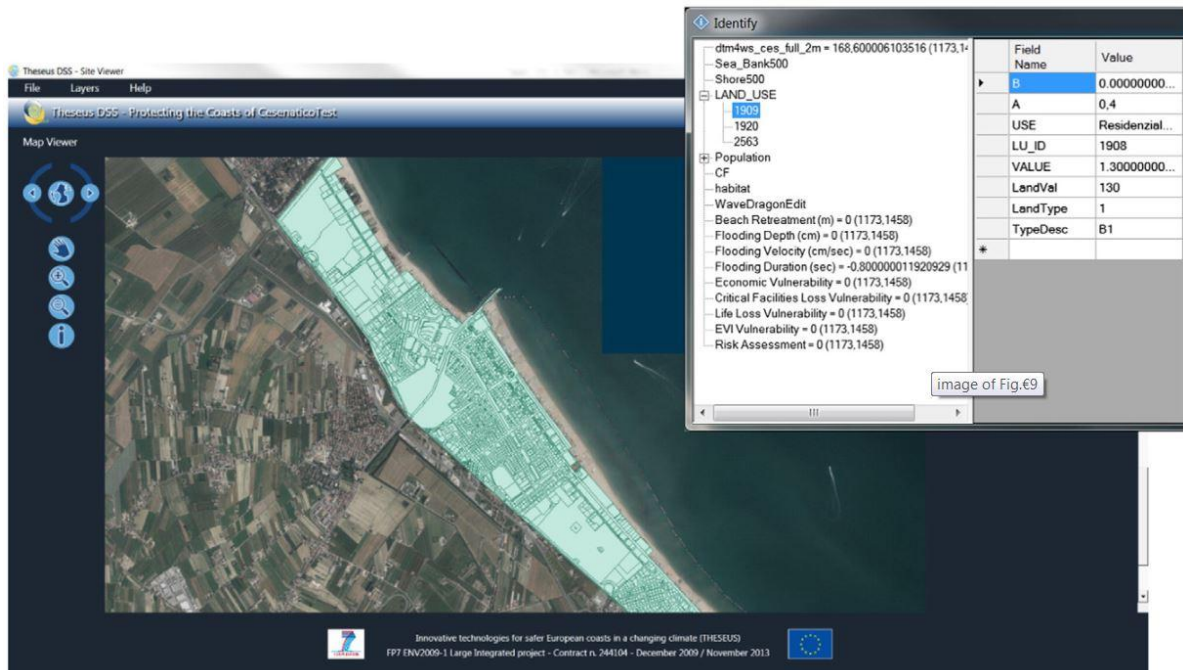 Identify
dtm4ws_ces_full_2m = 168,600006103516 (1173,14
Sea_Bank500
Shore500
LAND_USE
1909
1920
2563
Population
CF
habitat
WaveDragonEdit
Beach Retreatment (m) = 0 (1173,1458)
Flooding Depth (cm) = 0 (1173,1458)
Flooding Velocity (cm/sec) = 0 (1173,1458)
Flooding Duration (sec) = -0,800000011920929 (11
Economic Vulnerability = 0 (1173,1458)
Critical Facilities Loss Vulnerability = 0 (1173,1458
Life Loss Vulnerability = 0 (1173,1458)
EVI Vulnerability = 0 (1173,1458)
Risk Assessment = 0 (1173,1458)
Field Name Value
B 0.00000000...
A 0,4
USE Residenzial...
LU_ID 1908
VALUE 1.30000000...
LandVal 130
LandType 1
TypeDesc B1
image of Fig.€9
Theseus DSS - Site Viewer
File Layers Help
Theseus DSS - Protecting the Coasts of CesenaticoTest
Map Viewer
Innovative technologies for safer European coasts in a changing climate (THESEUS)
FP7 ENV2009-1 Large Integrated project - Contract n. 244104 - December 2009 / November 2013